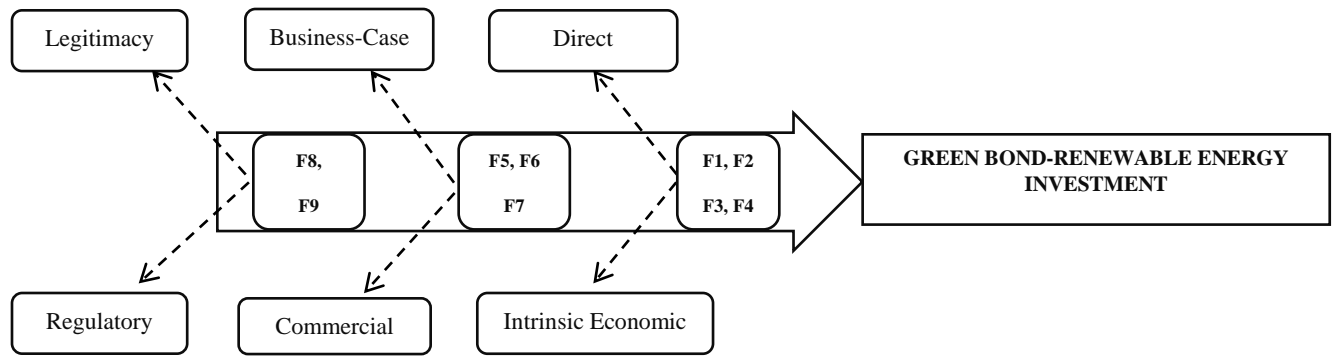 Legitimacy
Business-Case
Direct
F8,
F9
F5, F6
F7
F1, F2
F3, F4
GREEN BOND-RENEWABLE ENERGY
INVESTMENT
Regulatory
Commercial
Intrinsic Economic